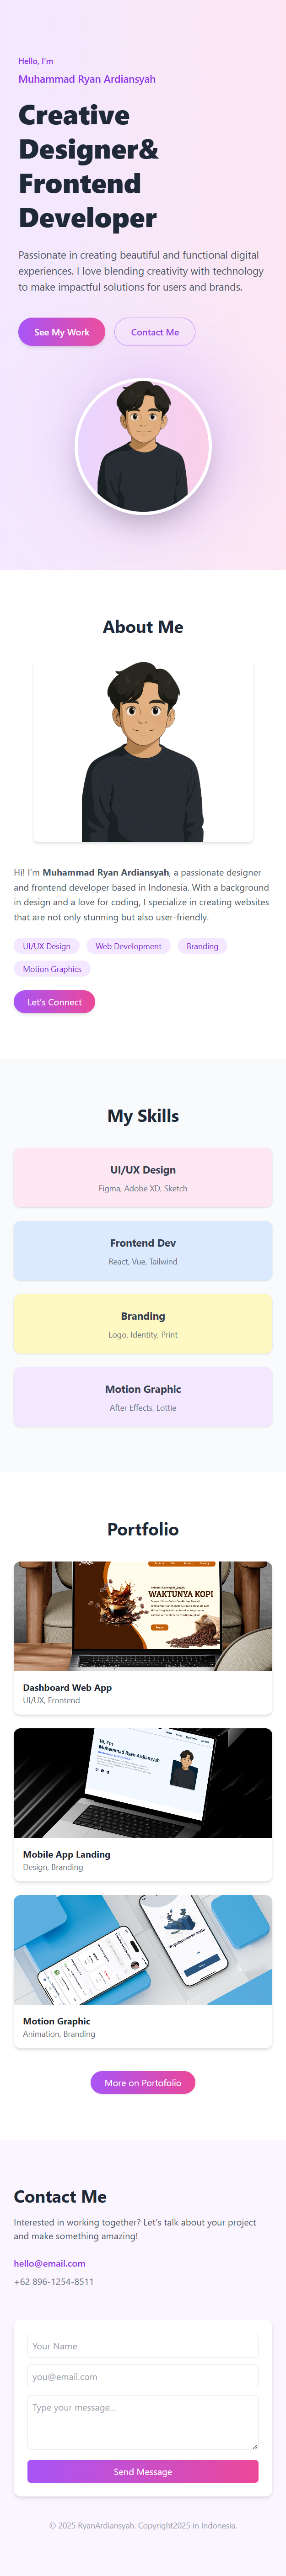 Hello, I'm
Muhammad Ryan Ardiansyah
Creative
Designer&
Frontend
Developer
Passionate in creating beautiful and functional digital
experiences. I love blending creativity with technology
to make impactful solutions for users and brands.
See My Work
Contact Me
About Me
Hi! I'm Muhammad Ryan Ardiansyah, a passionate designer
and frontend developer based in Indonesia. With a background
in design and a love for coding, I specialize in creating websites
that are not only stunning but also user-friendly.
UI/UX Design
Web Development
Branding
Motion Graphics
Let's Connect
My Skills
UI/UX Design
Figma, Adobe XD, Sketch
Frontend Dev
React, Vue, Tailwind
Branding
Logo, Identity, Print
Motion Graphic
After Effects, Lottie
Portfolio
WAKTUNYA KOPI
Dashboard Web App
UI/UX, Frontend
Hi, I'm
Muhammad Ryan Ardiansyah
Mobile App Landing
Design, Branding
Motion Graphic
Animation, Branding
More on Portofolio
Contact Me
Interested in working together? Let's talk about your project
and make something amazing!
hello@email.com
+62 896-1254-8511
Your Name
you@email.com
Type your message...
Send Message
© 2025 RyanArdiansyah. Copyright2025 in Indonesia.